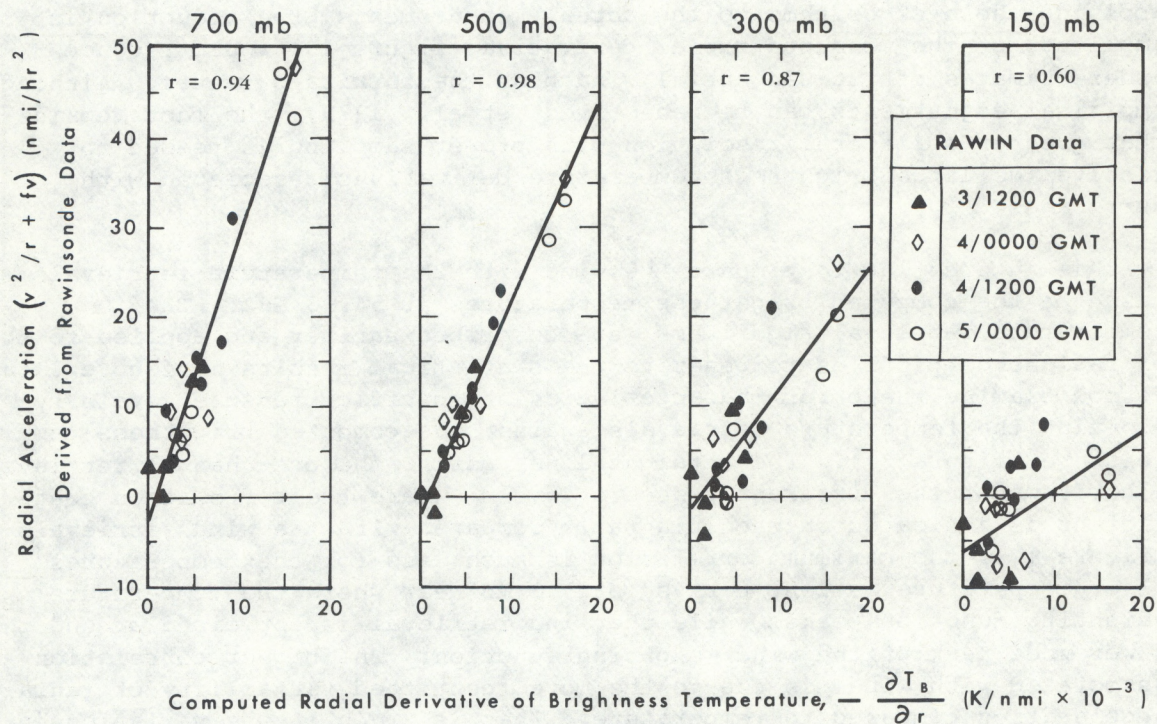 700 mb 500 mb 300 mb 150 mb
r = 0.94 r = 0.98 r = 0.87 r = 0.60
50
40
30
20
10
0
−10
Radial Acceleration (v²/r + fv) (nmi/hr²)
Derived from Rawinsonde Data
RAWIN Data
3/1200 GMT
4/0000 GMT
4/1200 GMT
5/0000 GMT
0 10 20 0 10 20 0 10 20 0 10 20
Computed Radial Derivative of Brightness Temperature, − ∂T_B/∂r (K/nmi × 10⁻³)